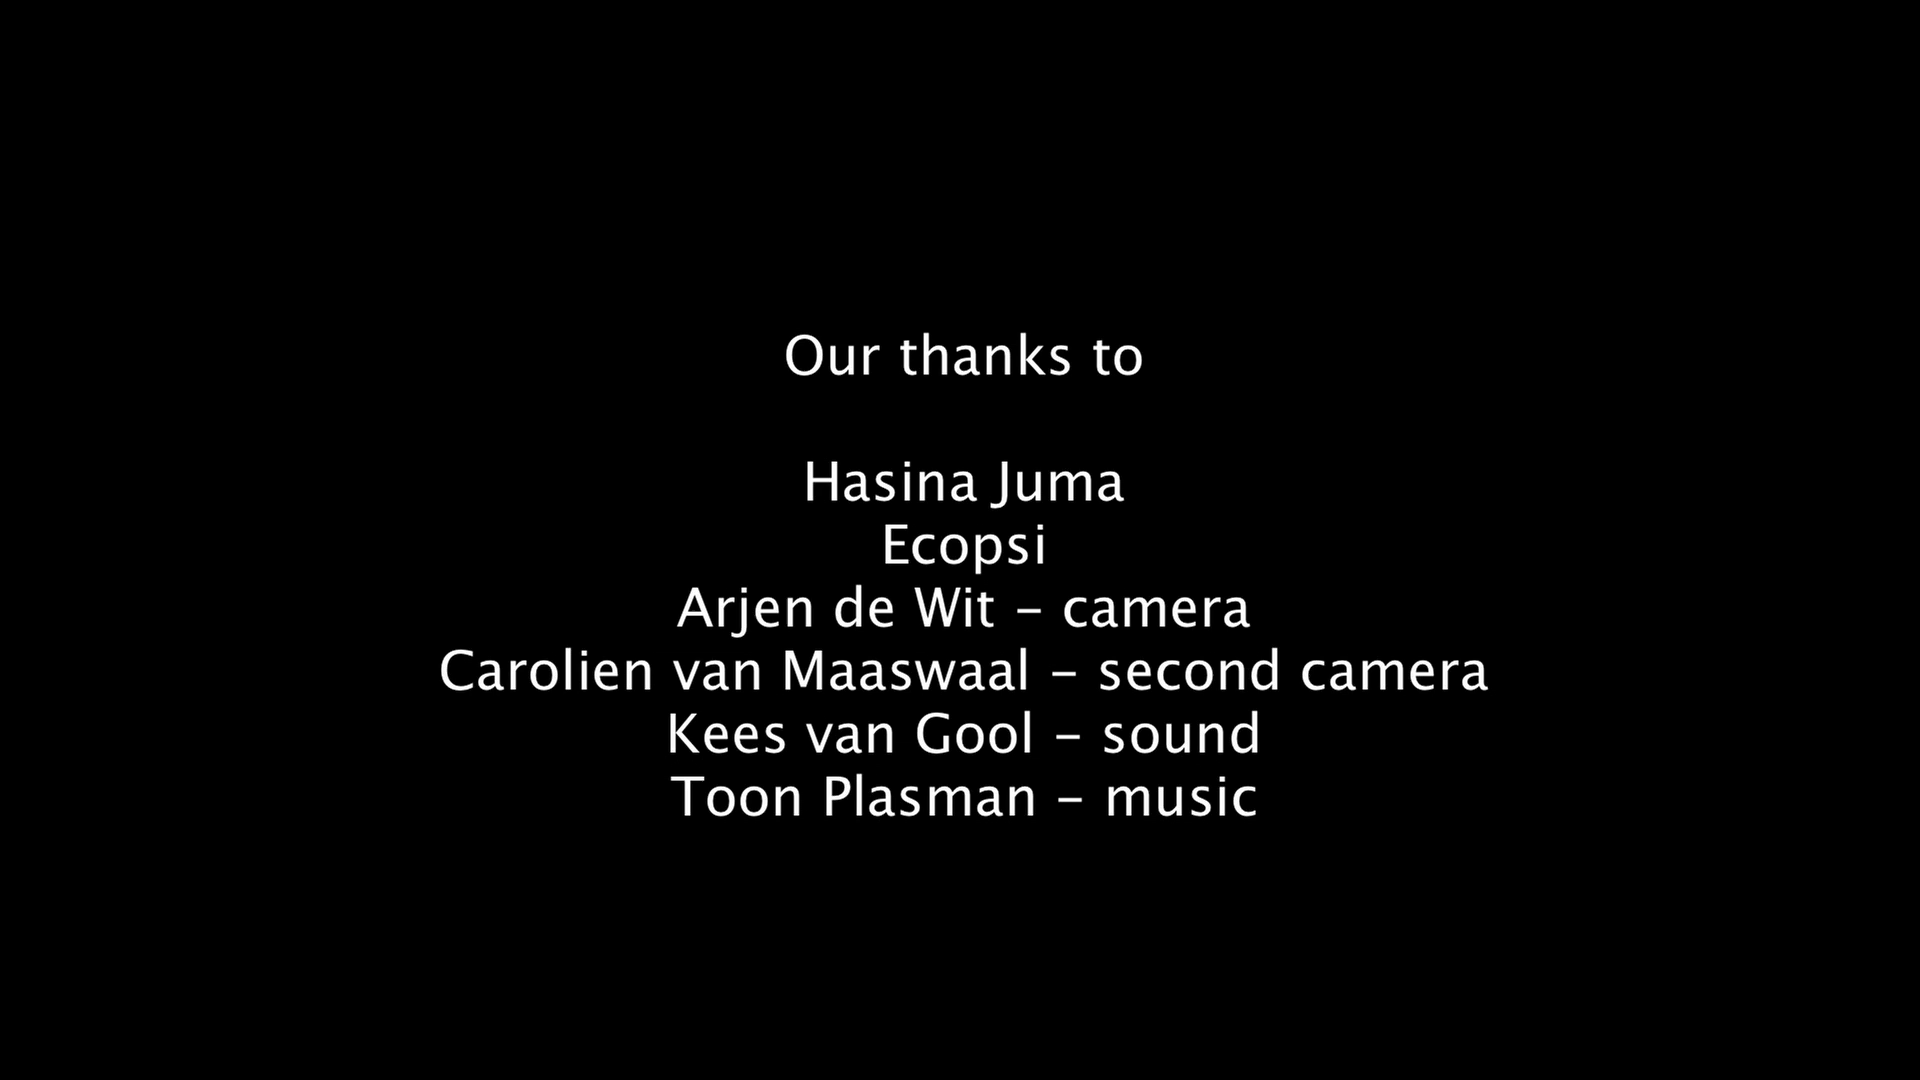 Our thanks to
Hasina Juma
Ecopsi
Arjen de Wit – camera
Carolien van Maaswaal – second camera
Kees van Gool – sound
Toon Plasman – music